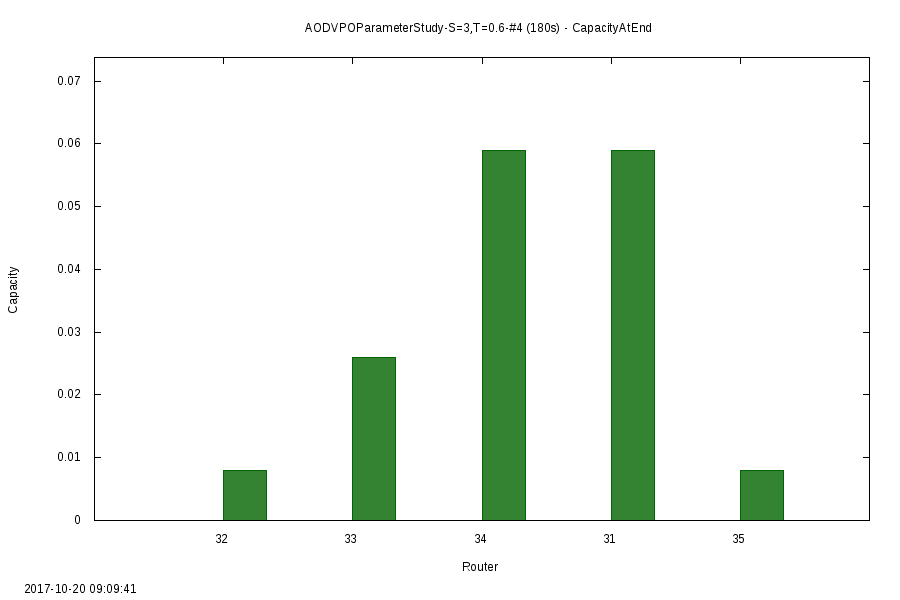 AODVPOParameterStudy-S=3,T=0.6-#4 (180s) - CapacityAtEnd
0.07
0.06
0.05
0.04
0.03
0.02
0.01
0
Capacity
32 33 34 31 35
Router
2017-10-20 09:09:41